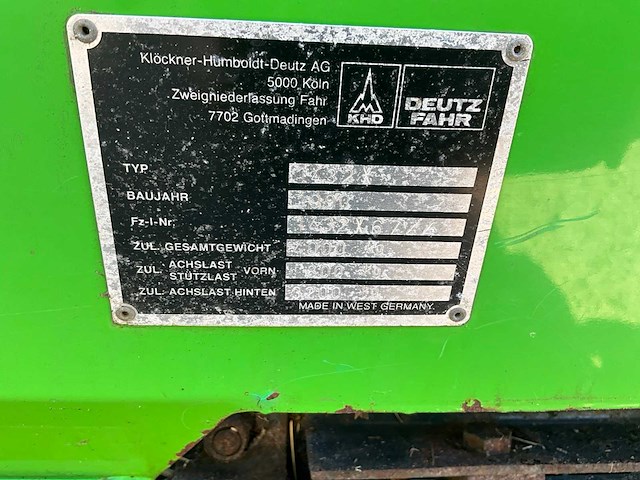 Klöckner-Humboldt-Deutz AG
5000 Köln
Zweigniederlassung Fahr
7702 Gottmadingen
KHD
DEUTZ
FAHR
TYP
BAUJAHR
Fz-I-Nr.
ZUL. GESAMTGEWICHT
ZUL. ACHSLAST VORN
STÜTZLAST
ZUL. ACHSLAST HINTEN
MADE IN WEST GERMANY